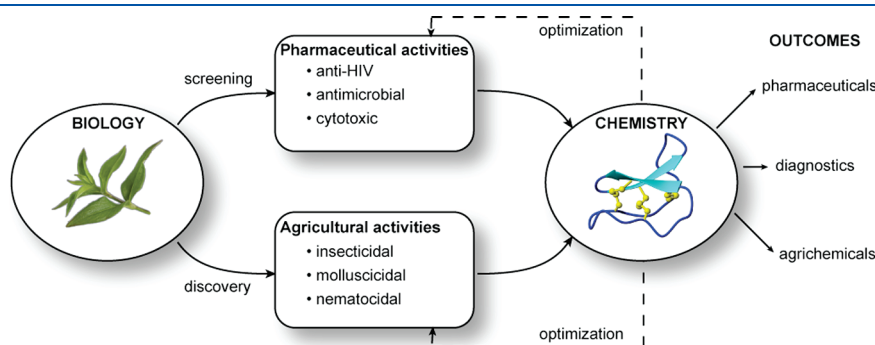 optimization
OUTCOMES
Pharmaceutical activities
• anti-HIV
• antimicrobial
• cytotoxic
screening
pharmaceuticals
BIOLOGY
CHEMISTRY
diagnostics
Agricultural activities
• insecticidal
• molluscicidal
• nematocidal
agrichemicals
discovery
optimization